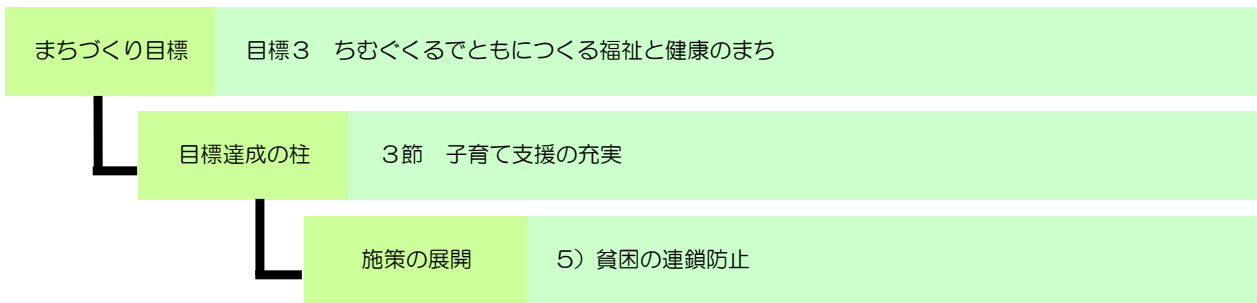 まちづくり目標 目標３ ちむぐくるでともにつくる福祉と健康のまち
目標達成の柱 ３節 子育て支援の充実
施策の展開 ５）貧困の連鎖防止